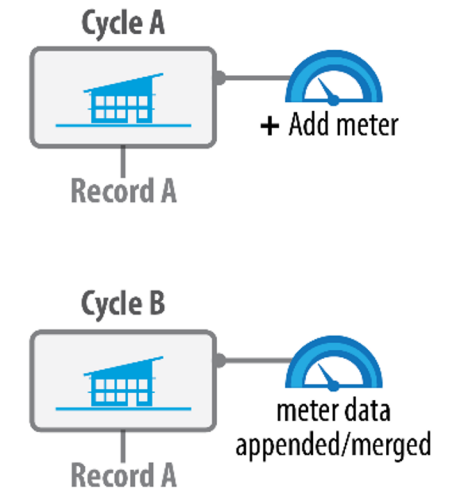 Cycle A
+ Add meter
Record A
Cycle B
meter data
appended/merged
Record A